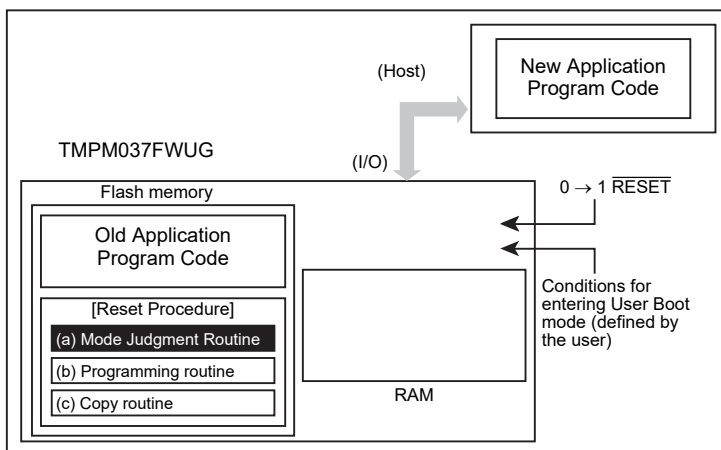 New Application
Program Code
(Host)
(I/O)
TMPM037FWUG
Flash memory
0 → 1 RESET
Old Application
Program Code
[Reset Procedure]
(a) Mode Judgment Routine
(b) Programming routine
(c) Copy routine
RAM
Conditions for
entering User Boot
mode (defined by
the user)